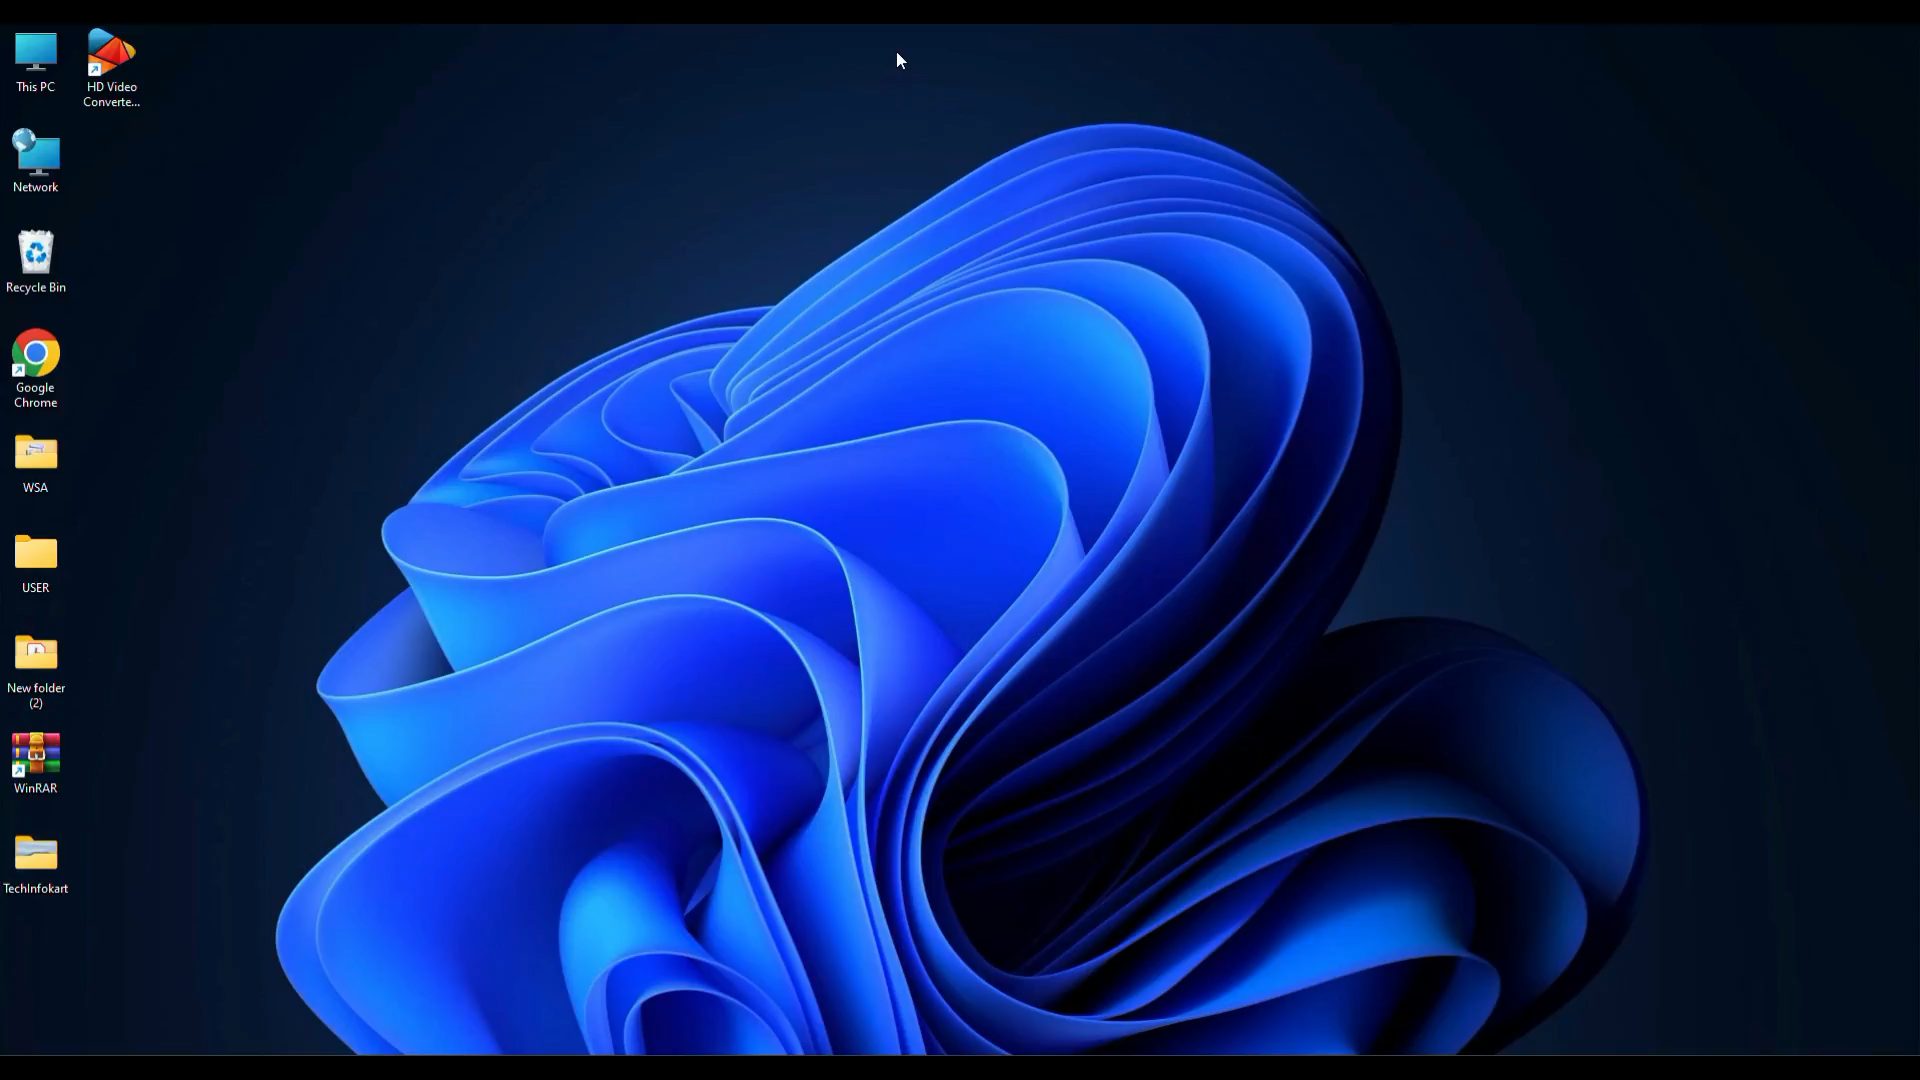 This PC
HD Video
Converte...
Network
Recycle Bin
Google
Chrome
WSA
USER
New folder
(2)
WinRAR
TechInfokart